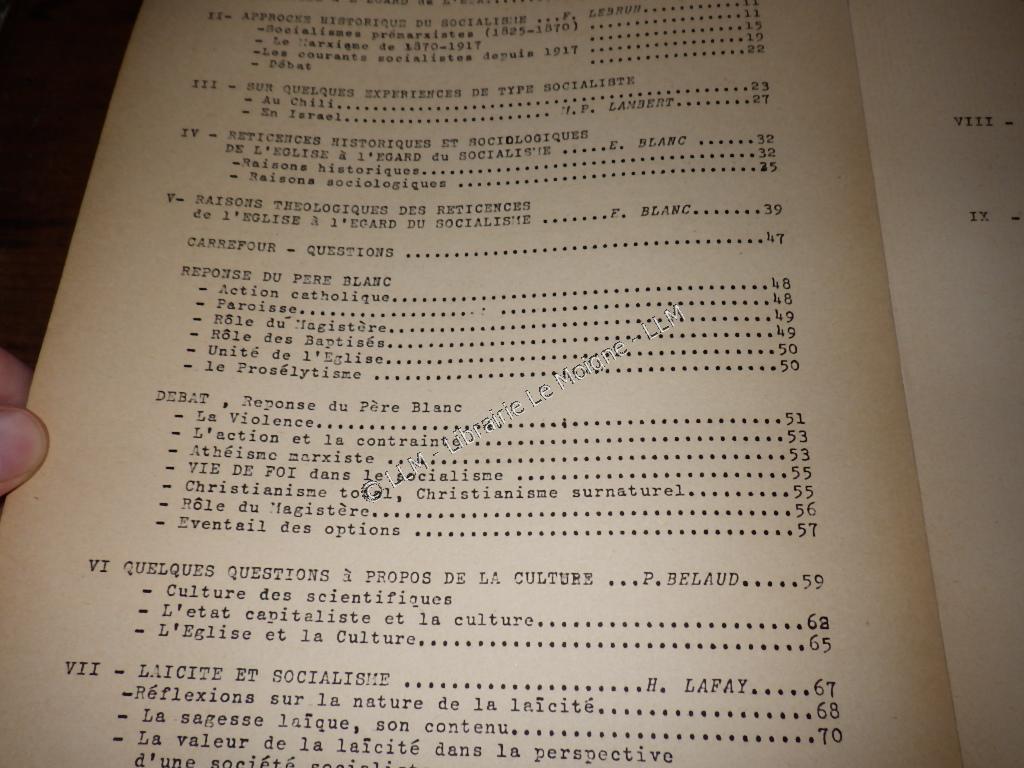 II- APPROCHE HISTORIQUE DU SOCIALISME ...F. LEBRUN ..11
-Socialismes prémarxistes (1825-1870) ............11
- Le Marxisme de 1870-1917 ............15
-Les courants socialistes depuis 1917 ............19
- Débat ............22
III - SUR QUELQUES EXPERIENCES DE TYPE SOCIALISTE
- Au Chili..............................23
- En Israel..................M.P. LAMBERT........27
IV - RETICENCES HISTORIQUES ET SOCIOLOGIQUES
DE L'EGLISE à l'EGARD du SOCIALISME .....E. BLANC ......32
-Raisons historiques..............................32
- Raisons sociologiques ..............................35
V- RAISONS THEOLOGIQUES DES RETICENCES
de l'EGLISE à l'EGARD DU SOCIALISME .......F. BLANC.......39
CARREFOUR - QUESTIONS ..............................47
REPONSE DU PERE BLANC
- Action catholique..............................48
- Paroisse..............................48
- Rôle du Magistère..............................49
- Rôle des Baptisés..............................49
- Unité de l'Eglise..............................50
- le Prosélytisme ..............................50
DEBAT , Reponse du Père Blanc
- La Violence..............................51
- L'action et la contrainte..............................53
- Athéisme marxiste ..............................53
- VIE DE FOI dans le socialisme ..............................55
- Christianisme total, Christianisme surnaturel.........55
- Rôle du Magistère..............................56
- Eventail des options ..............................57
VI QUELQUES QUESTIONS à PROPOS DE LA CULTURE ...P.BELAUD.....59
- Culture des scientifiques
- L'etat capitaliste et la culture....................62
- L'Eglise et la Culture..............................65
VII - LAICITE ET SOCIALISME ...................H. LAFAY.....67
-Réflexions sur la nature de la laïcité.................68
- La sagesse laïque, son contenu.......................70
- La valeur de la laïcité dans la perspective
d'une société
VIII -
IX -
© LLM - Librairie Le Moigne - LLM